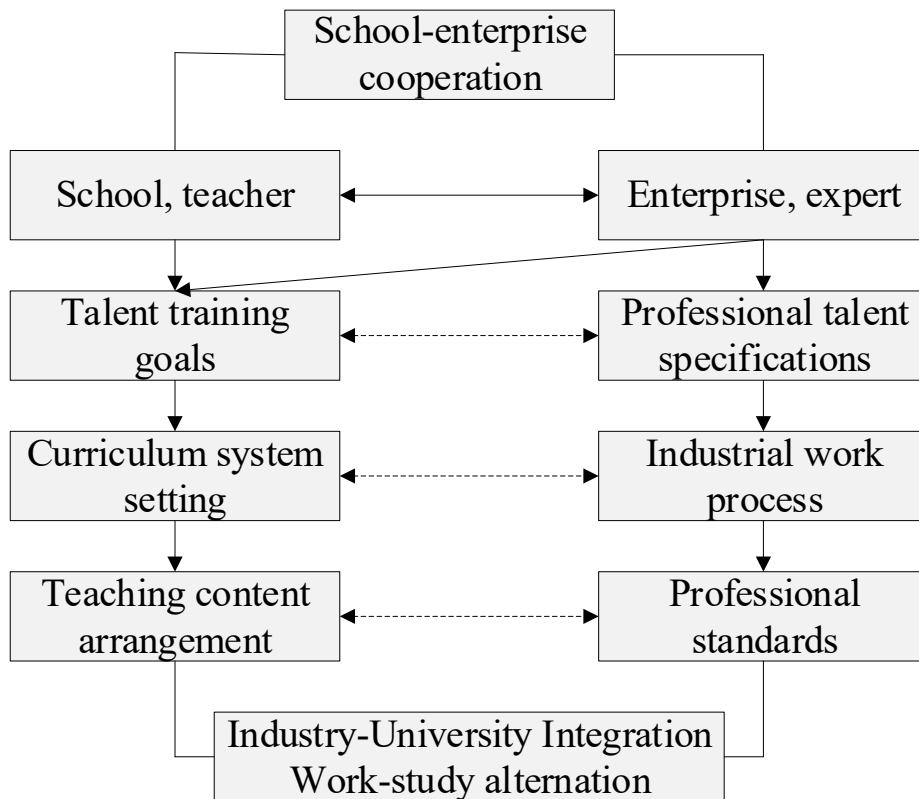 School-enterprise
cooperation
School, teacher
Enterprise, expert
Talent training
goals
Professional talent
specifications
Curriculum system
setting
Industrial work
process
Teaching content
arrangement
Professional
standards
Industry-University Integration
Work-study alternation